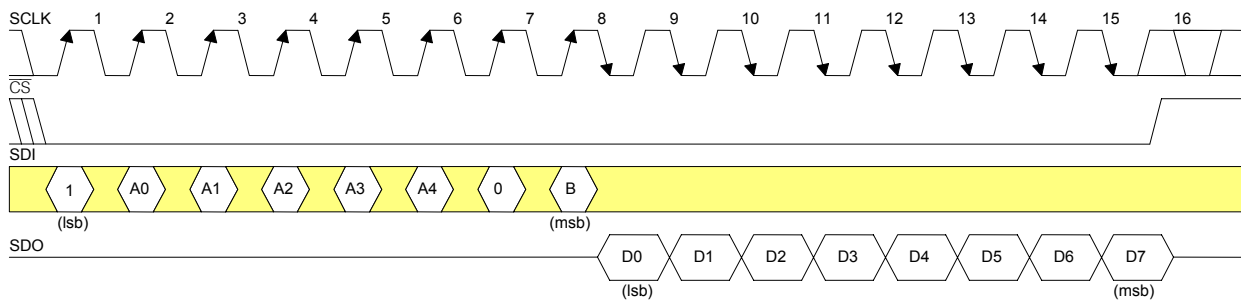 SCLK 1 2 3 4 5 6 7 8 9 10 11 12 13 14 15 16
CS
SDI
1 A0 A1 A2 A3 A4 0 B
(lsb) (msb)
SDO
D0 D1 D2 D3 D4 D5 D6 D7
(lsb) (msb)